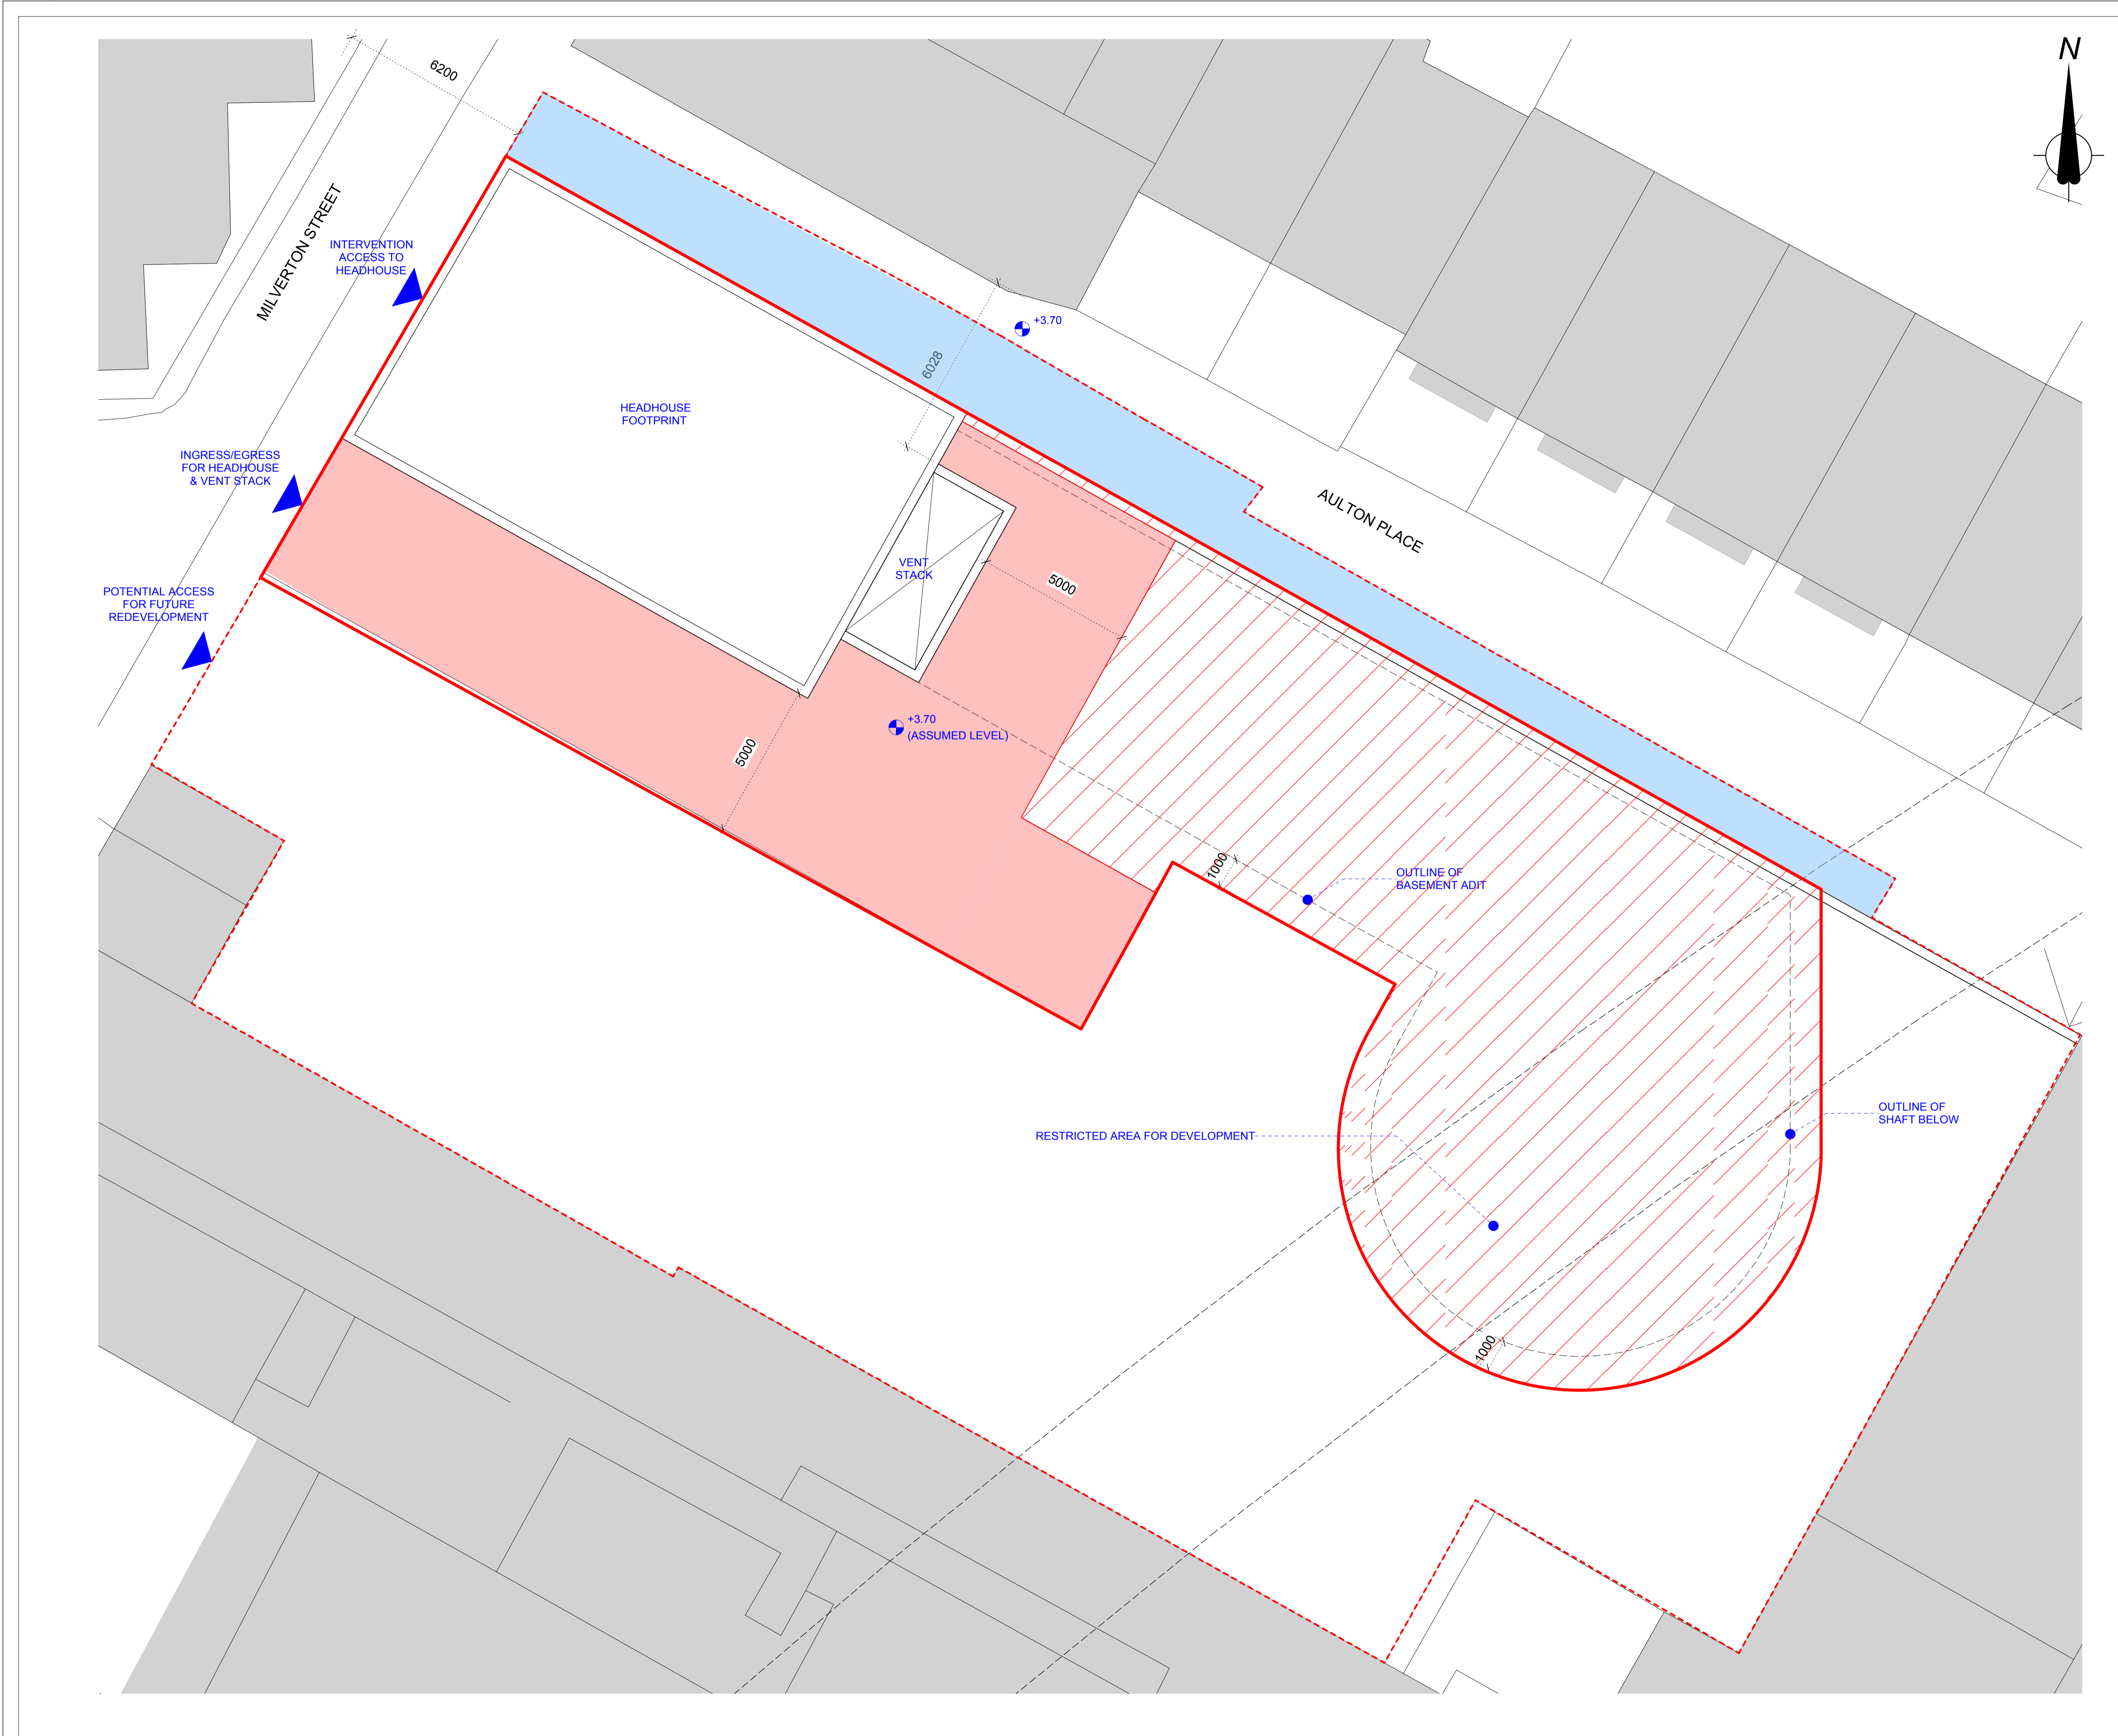 N
6200
MILVERTON STREET
INTERVENTION
ACCESS TO
HEADHOUSE
+3.70
6028
HEADHOUSE
FOOTPRINT
INGRESS/EGRESS
FOR HEADHOUSE
& VENT STACK
AULTON PLACE
VENT
STACK
5000
POTENTIAL ACCESS
FOR FUTURE
REDEVELOPMENT
+3.70
(ASSUMED LEVEL)
5000
1000
OUTLINE OF
BASEMENT ADIT
OUTLINE OF
SHAFT BELOW
RESTRICTED AREA FOR DEVELOPMENT
1000